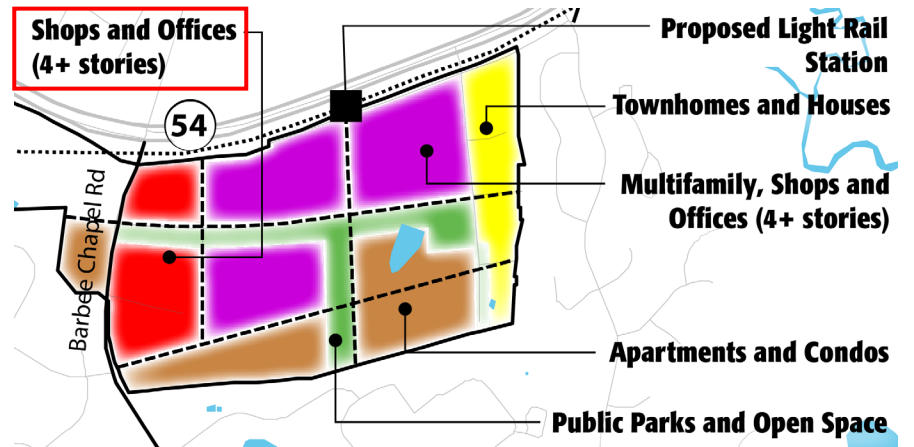 Shops and Offices
(4+ stories)
Proposed Light Rail
Station
54
Townhomes and Houses
Multifamily, Shops and
Offices (4+ stories)
Barbee Chapel Rd
Apartments and Condos
Public Parks and Open Space